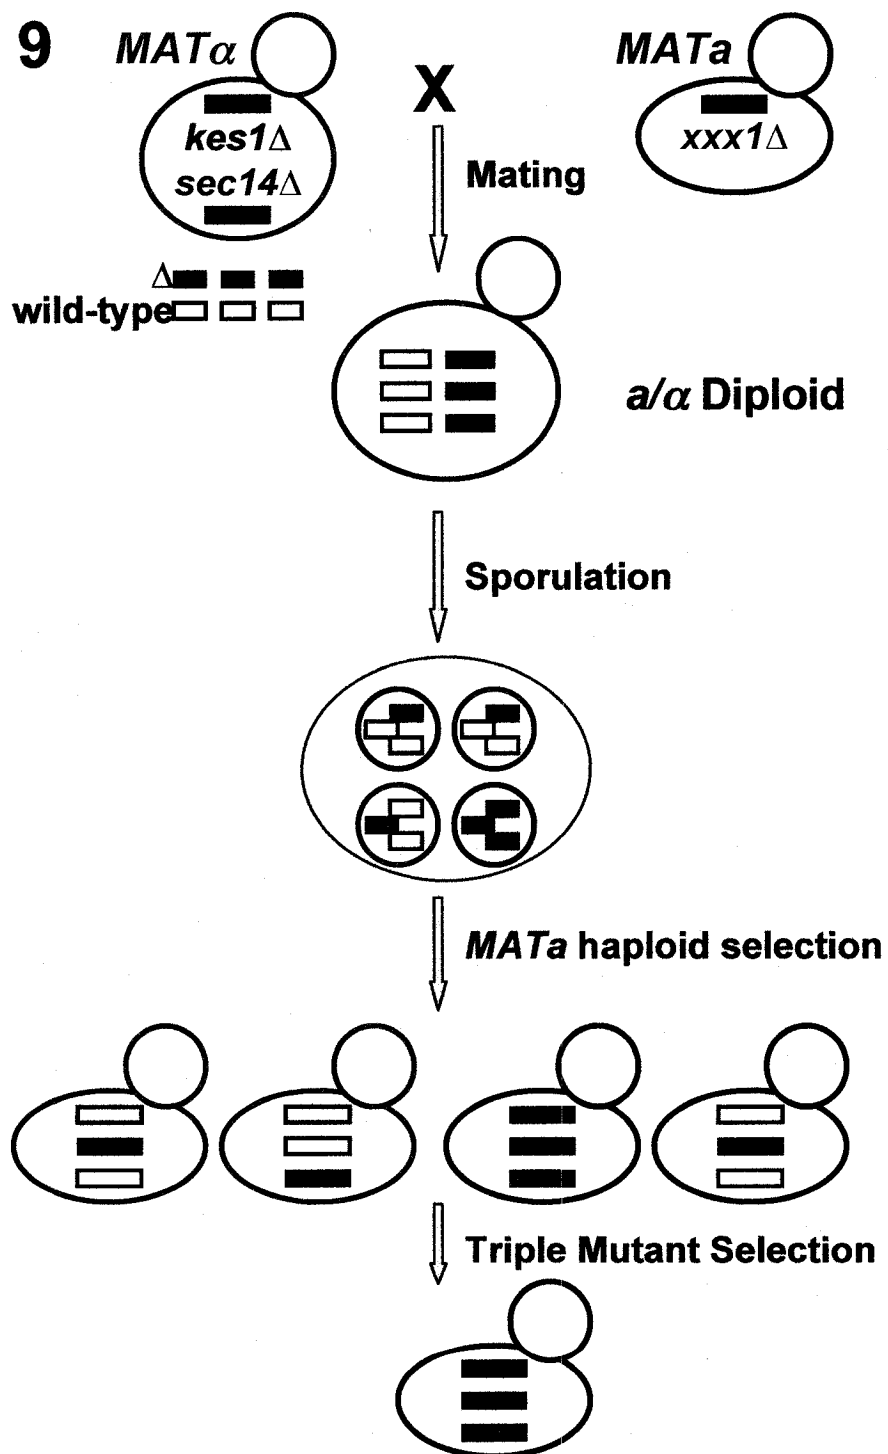 9
MATα
MATa
X
kes1Δ
sec14Δ
xxx1Δ
Mating
Δ
wild-type
a/α Diploid
Sporulation
MATa haploid selection
Triple Mutant Selection